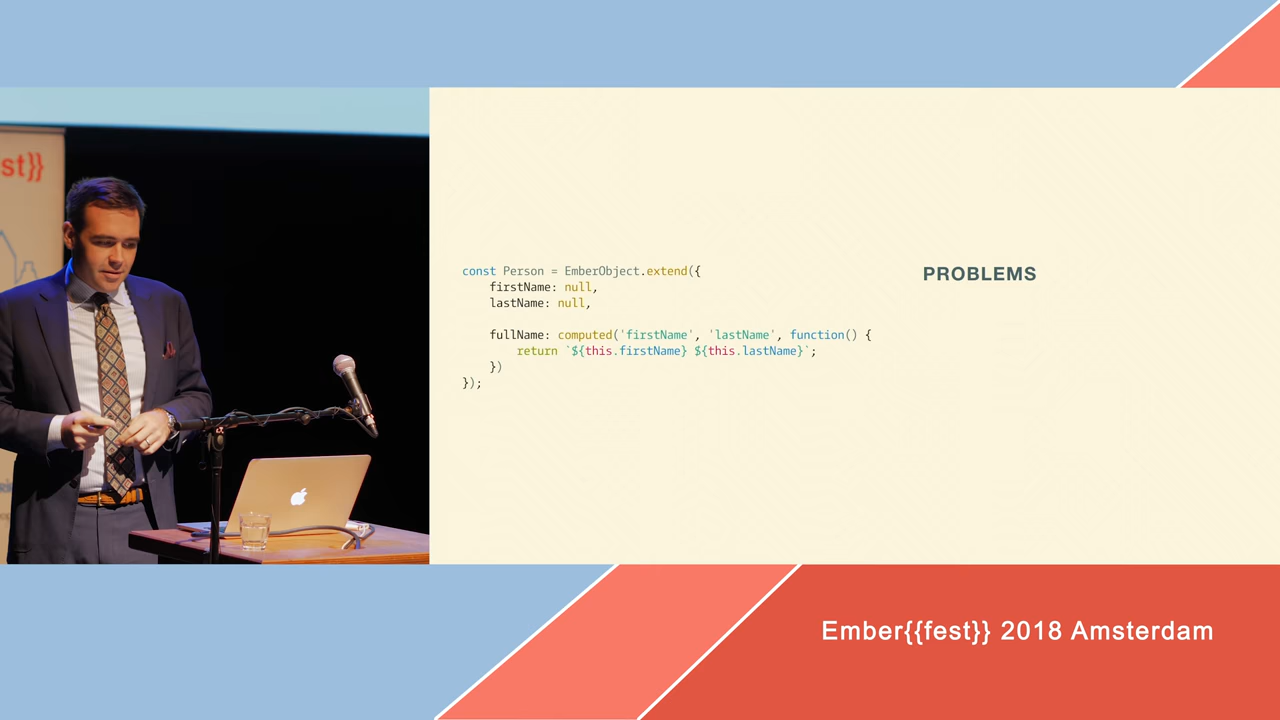 st}}
const Person = EmberObject.extend({
    firstName: null,
    lastName: null,
    fullName: computed('firstName', 'lastName', function() {
        return `${this.firstName} ${this.lastName}`;
    })
});
PROBLEMS
Ember{{fest}} 2018 Amsterdam